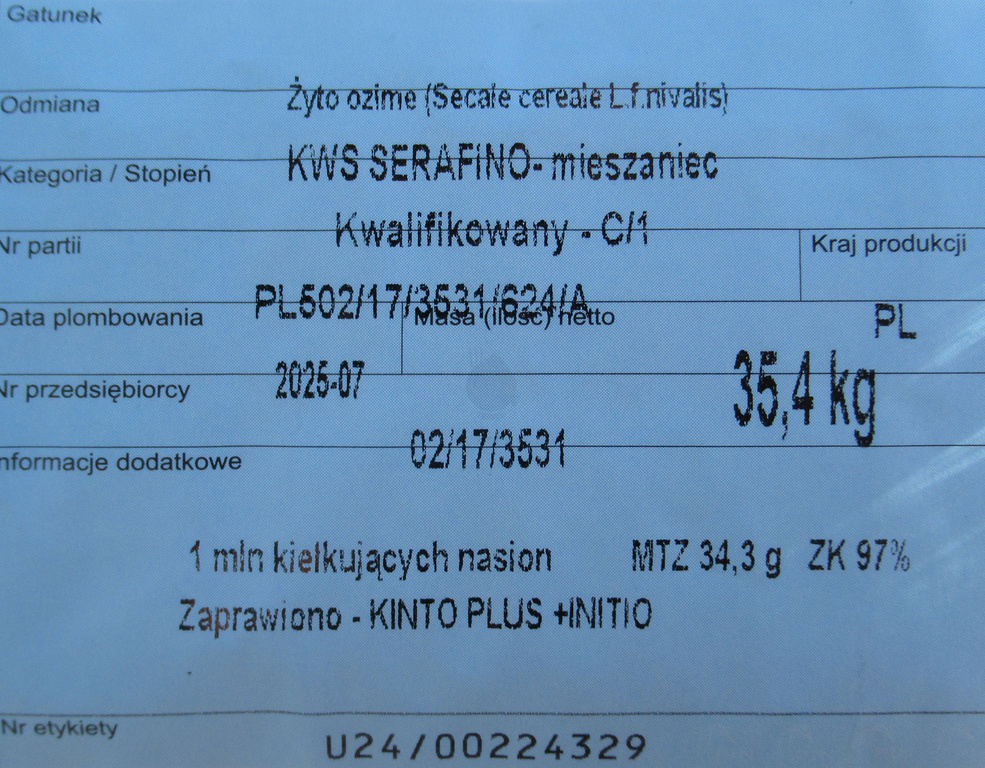 Gatunek
Żyto ozime (Secale cereale L.f.nivalis)
Odmiana
KWS SERAFINO- mieszaniec
Kategoria / Stopień
Kwalifikowany - C/1
Nr partii
Kraj produkcji
PL502/17/3531/624/A
PL
Data plombowania
Masa (ilość) netto
2025-07
35,4 kg
Nr przedsiębiorcy
02/17/3531
nformacje dodatkowe
1 mln kiełkujących nasion MTZ 34,3 g ZK 97%
Zaprawiono - KINTO PLUS +INITIO
Nr etykiety
U24/00224329